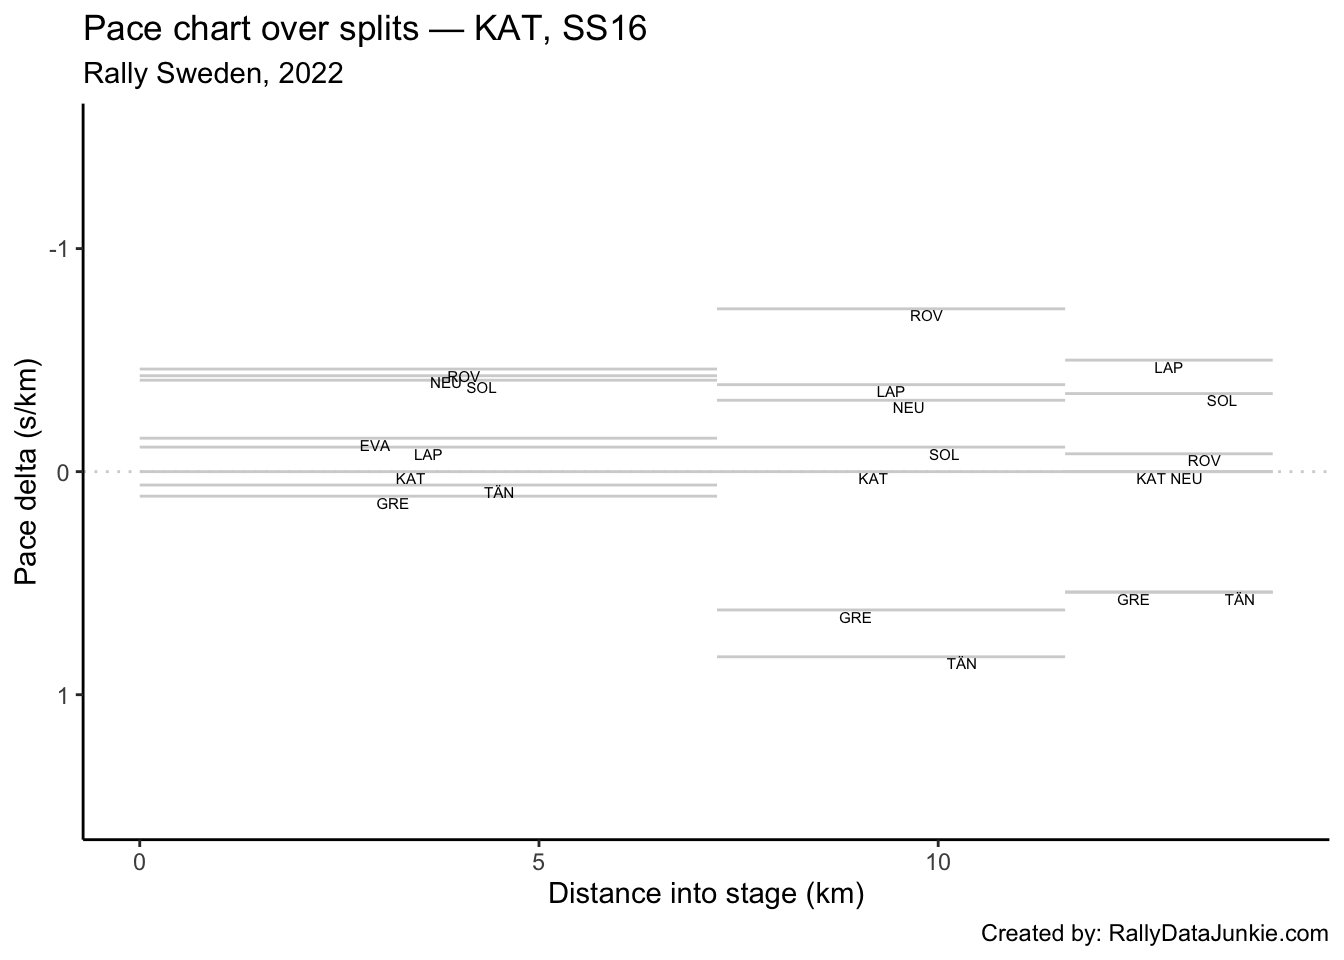 Pace chart over splits — KAT, SS16
Rally Sweden, 2022
Pace delta (s/km)
-1
0
1
ROV
NEU
SOL
EVA
LAP
KAT
TÄN
GRE
ROV
LAP
NEU
SOL
KAT
GRE
TÄN
LAP
SOL
ROV
KAT NEU
GRE TÄN
0 5 10
Distance into stage (km)
Created by: RallyDataJunkie.com